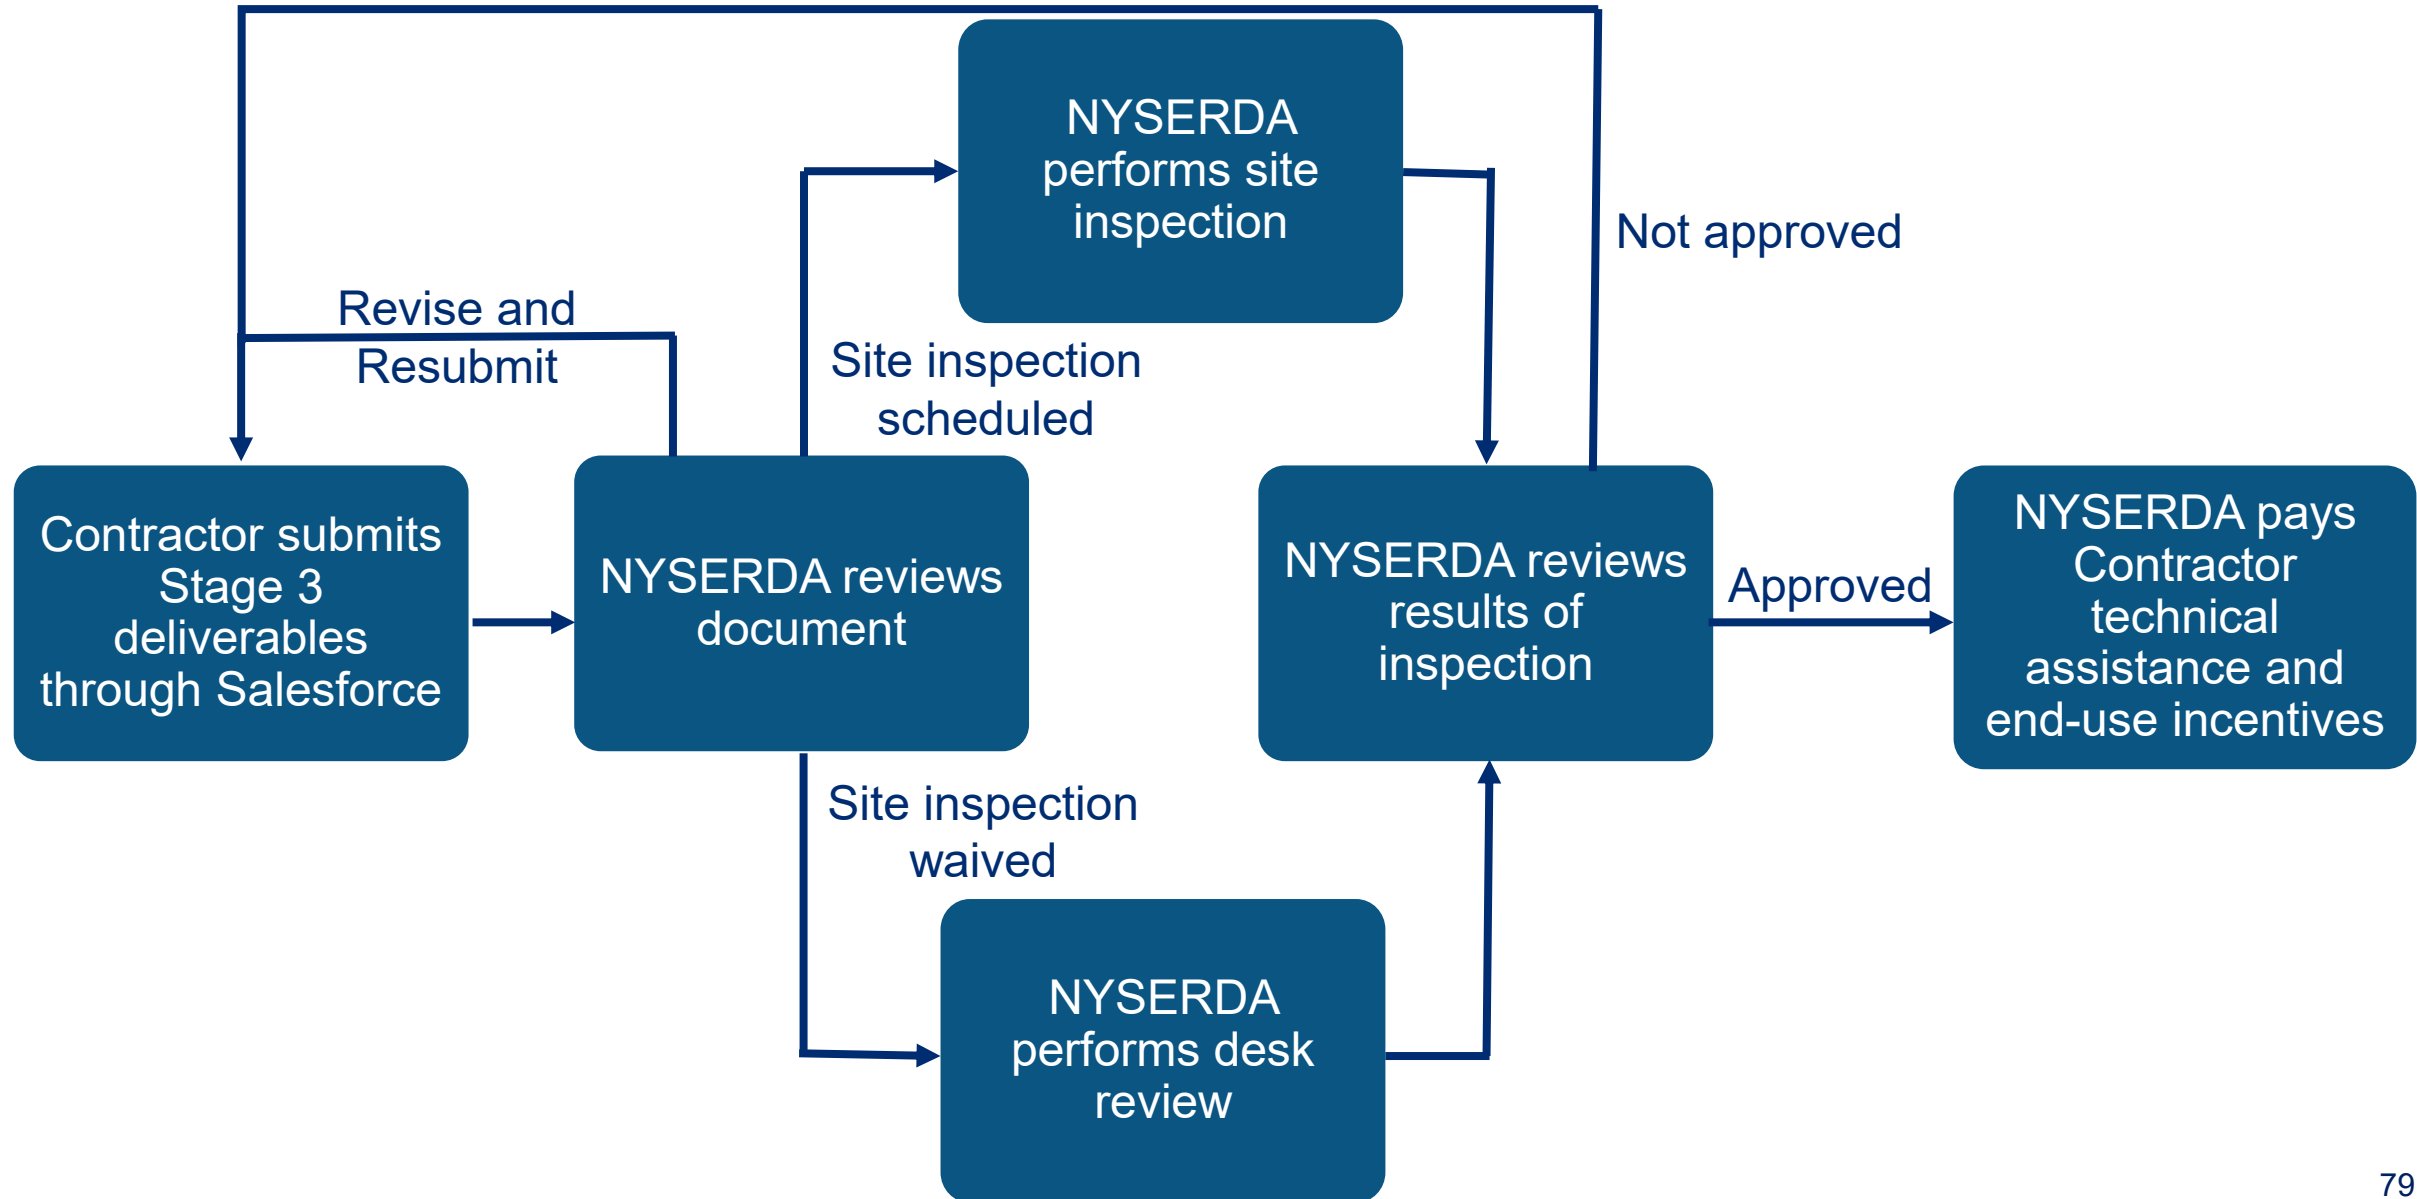 NYSERDA
performs site
inspection
Not approved
Revise and
Resubmit
Site inspection
scheduled
Contractor submits
Stage 3
deliverables
through Salesforce
NYSERDA reviews
document
NYSERDA reviews
results of
inspection
Approved
NYSERDA pays
Contractor
technical
assistance and
end-use incentives
Site inspection
waived
NYSERDA
performs desk
review
79